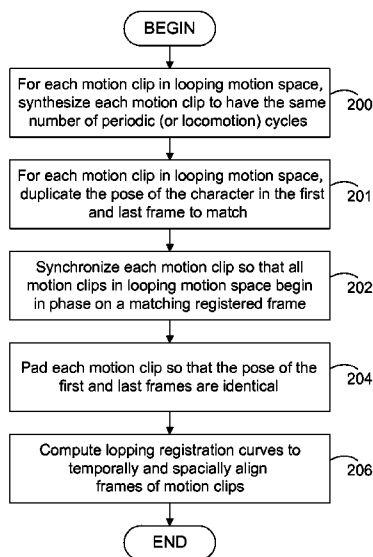 BEGIN
For each motion clip in looping motion space,
synthesize each motion clip to have the same
number of periodic (or locomotion) cycles
200
For each motion clip in looping motion space,
duplicate the pose of the character in the first
and last frame to match
201
Synchronize each motion clip so that all
motion clips in looping motion space begin
in phase on a matching registered frame
202
Pad each motion clip so that the pose of the
first and last frames are identical
204
Compute lopping registration curves to
temporally and spacially align
frames of motion clips
206
END